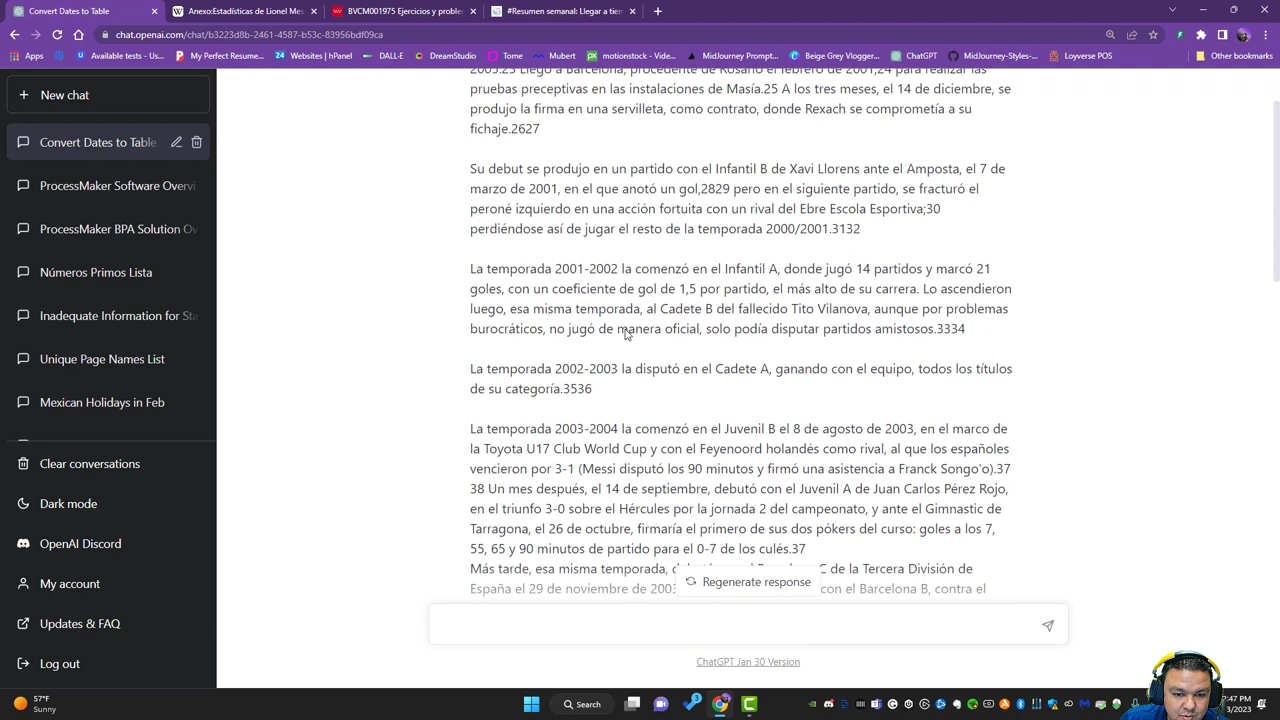 Convert Dates to Table
Anexo:Estadísticas de Lionel Mes
BVCM001975 Ejercicios y probler
#Resumen semanal: Llegar a tien
chat.openai.com/chat/b3223d8b-2461-4587-b53c-83956bdf09ca
Apps
My Perfect Resume...
24
Websites | hPanel
DALL-E
DreamStudio
Tome
Mubert
motionstock - Vide...
MidJourney Prompt...
Beige Grey Vlogger...
ChatGPT
MidJourney-Styles-...
Loyverse POS
Other bookmarks
New chat
Convert Dates to Table
ProcessMaker Software Overvi
ProcessMaker BPA Solution Ov
Números Primos Lista
Inadequate Information for Sta
Unique Page Names List
Mexican Holidays in Feb
Clear conversations
Dark mode
OpenAI Discord
My account
Updates & FAQ
Log out
2003.23 Llegó a Barcelona, procedente de Rosario el febrero de 2001,24 para realizar las
pruebas preceptivas en las instalaciones de Masía.25 A los tres meses, el 14 de diciembre, se
produjo la firma en una servilleta, como contrato, donde Rexach se comprometía a su
fichaje.2627
Su debut se produjo en un partido con el Infantil B de Xavi Llorens ante el Amposta, el 7 de
marzo de 2001, en el que anotó un gol,2829 pero en el siguiente partido, se fracturó el
peroné izquierdo en una acción fortuita con un rival del Ebre Escola Esportiva;30
perdiéndose así de jugar el resto de la temporada 2000/2001.3132
La temporada 2001-2002 la comenzó en el Infantil A, donde jugó 14 partidos y marcó 21
goles, con un coeficiente de gol de 1,5 por partido, el más alto de su carrera. Lo ascendieron
luego, esa misma temporada, al Cadete B del fallecido Tito Vilanova, aunque por problemas
burocráticos, no jugó de manera oficial, solo podía disputar partidos amistosos.3334
La temporada 2002-2003 la disputó en el Cadete A, ganando con el equipo, todos los títulos
de su categoría.3536
La temporada 2003-2004 la comenzó en el Juvenil B el 8 de agosto de 2003, en el marco de
la Toyota U17 Club World Cup y con el Feyenoord holandés como rival, al que los españoles
vencieron por 3-1 (Messi disputó los 90 minutos y firmó una asistencia a Franck Songo'o).37
38 Un mes después, el 14 de septiembre, debutó con el Juvenil A de Juan Carlos Pérez Rojo,
en el triunfo 3-0 sobre el Hércules por la jornada 2 del campeonato, y ante el Gimnastic de
Tarragona, el 26 de octubre, firmaría el primero de sus dos pókers del curso: goles a los 7,
55, 65 y 90 minutos de partido para el 0-7 de los culés.37
Más tarde, esa misma temporada, C de la Tercera División de
España el 29 de noviembre de 2003 con el Barcelona B, contra el
Regenerate response
ChatGPT Jan 30 Version
57°F
Sunny
Search